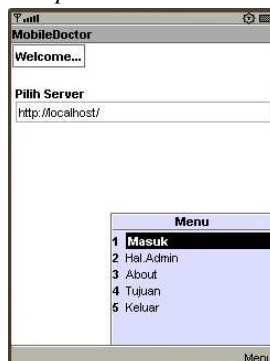 MobileDoctor
Welcome...
Pilih Server
http://localhost/
Menu
1 Masuk
2 Hal.Admin
3 About
4 Tujuan
5 Keluar
Menu